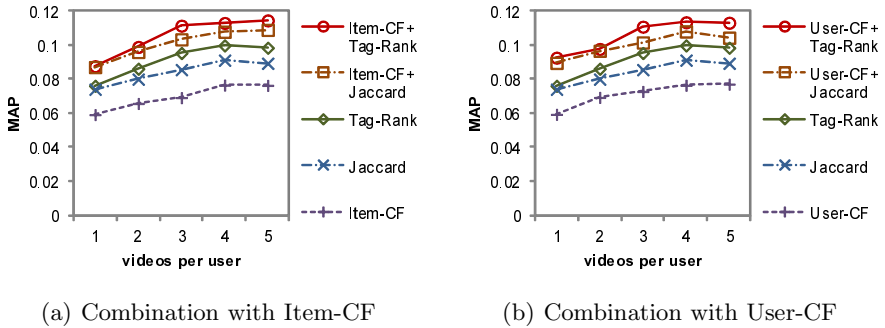 0.12
0.1
0.08
0.06
0.04
0.02
0
MAP
1 2 3 4 5
videos per user
Item-CF+
Tag-Rank
Item-CF+
Jaccard
Tag-Rank
Jaccard
Item-CF
(a) Combination with Item-CF
0.12
0.1
0.08
0.06
0.04
0.02
0
MAP
1 2 3 4 5
videos per user
User-CF+
Tag-Rank
User-CF+
Jaccard
Tag-Rank
Jaccard
User-CF
(b) Combination with User-CF